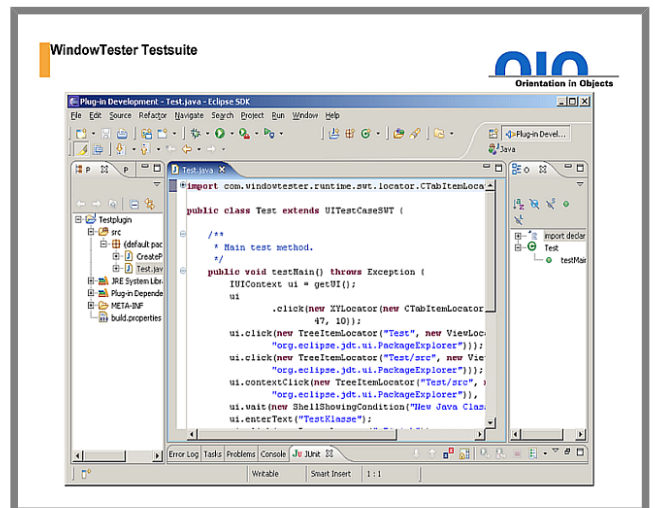 WindowTester Testsuite
Orientation in Objects
Plug-in Development - Test.java - Eclipse SDK
File Edit Source Refactor Navigate Search Project Run Window Help
Plug-in Devel...
Java
P P
Test.java
O
Testplugin
src
(default pac
CreateP
Test.jav
JRE System Libr
Plug-in Depende
META-INF
build.properties
import com.windowtester.runtime.swt.locator.CTabItemLoca
public class Test extends UITestCaseSWT {
/**
* Main test method.
*/
public void testMain() throws Exception {
IUIContext ui = getUI();
ui
.click(new XYLocator(new CTabItemLocator
47, 10));
ui.click(new TreeItemLocator("Test", new ViewLoc
"org.eclipse.jdt.ui.PackageExplorer")));
ui.click(new TreeItemLocator("Test/src", new Vie
"org.eclipse.jdt.ui.PackageExplorer")));
ui.contextClick(new TreeItemLocator("Test/src", n
"org.eclipse.jdt.ui.PackageExplorer")),
ui.wait(new ShellShowingCondition("New Java Clas
ui.enterText("TestKlasse");
import declar
Test
testMain
Error Log Tasks Problems Console JUnit
Writable Smart Insert 1 : 1